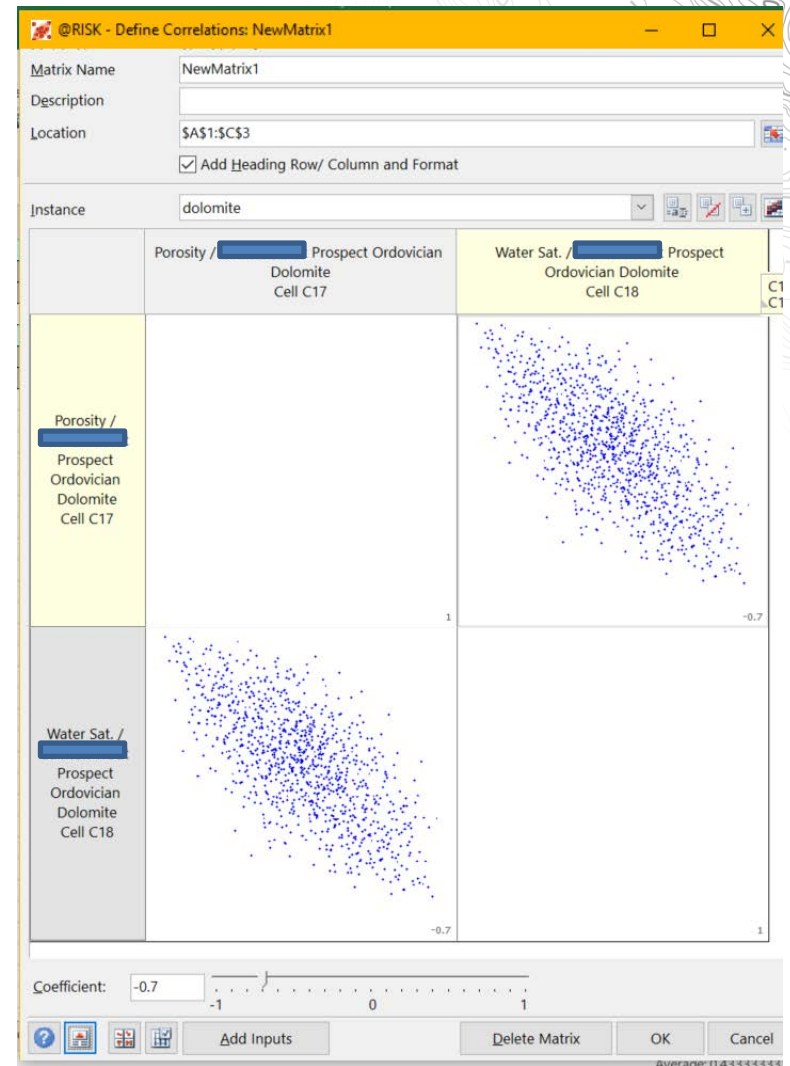 @RISK - Define Correlations: NewMatrix1
Matrix Name NewMatrix1
Description
Location $A$1:$C$3
Add Heading Row/ Column and Format
Instance dolomite
Porosity / Prospect Ordovician
Dolomite
Cell C17
Water Sat. / Prospect
Ordovician Dolomite
Cell C18
C1
C1
Porosity /
Prospect
Ordovician
Dolomite
Cell C17
1
-0.7
Water Sat. /
Prospect
Ordovician
Dolomite
Cell C18
-0.7
1
Coefficient: -0.7
-1 0 1
Add Inputs Delete Matrix OK Cancel